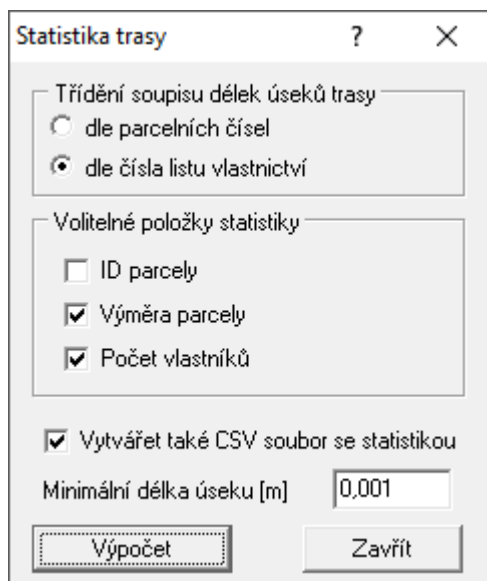 Statistika trasy ?
Třídění soupisu délek úseků trasy
dle parcelních čísel
dle čísla listu vlastnictví
Volitelné položky statistiky
ID parcely
Výměra parcely
Počet vlastníků
Vytvářet také CSV soubor se statistikou
Minimální délka úseku [m] 0,001
Výpočet Zavřít